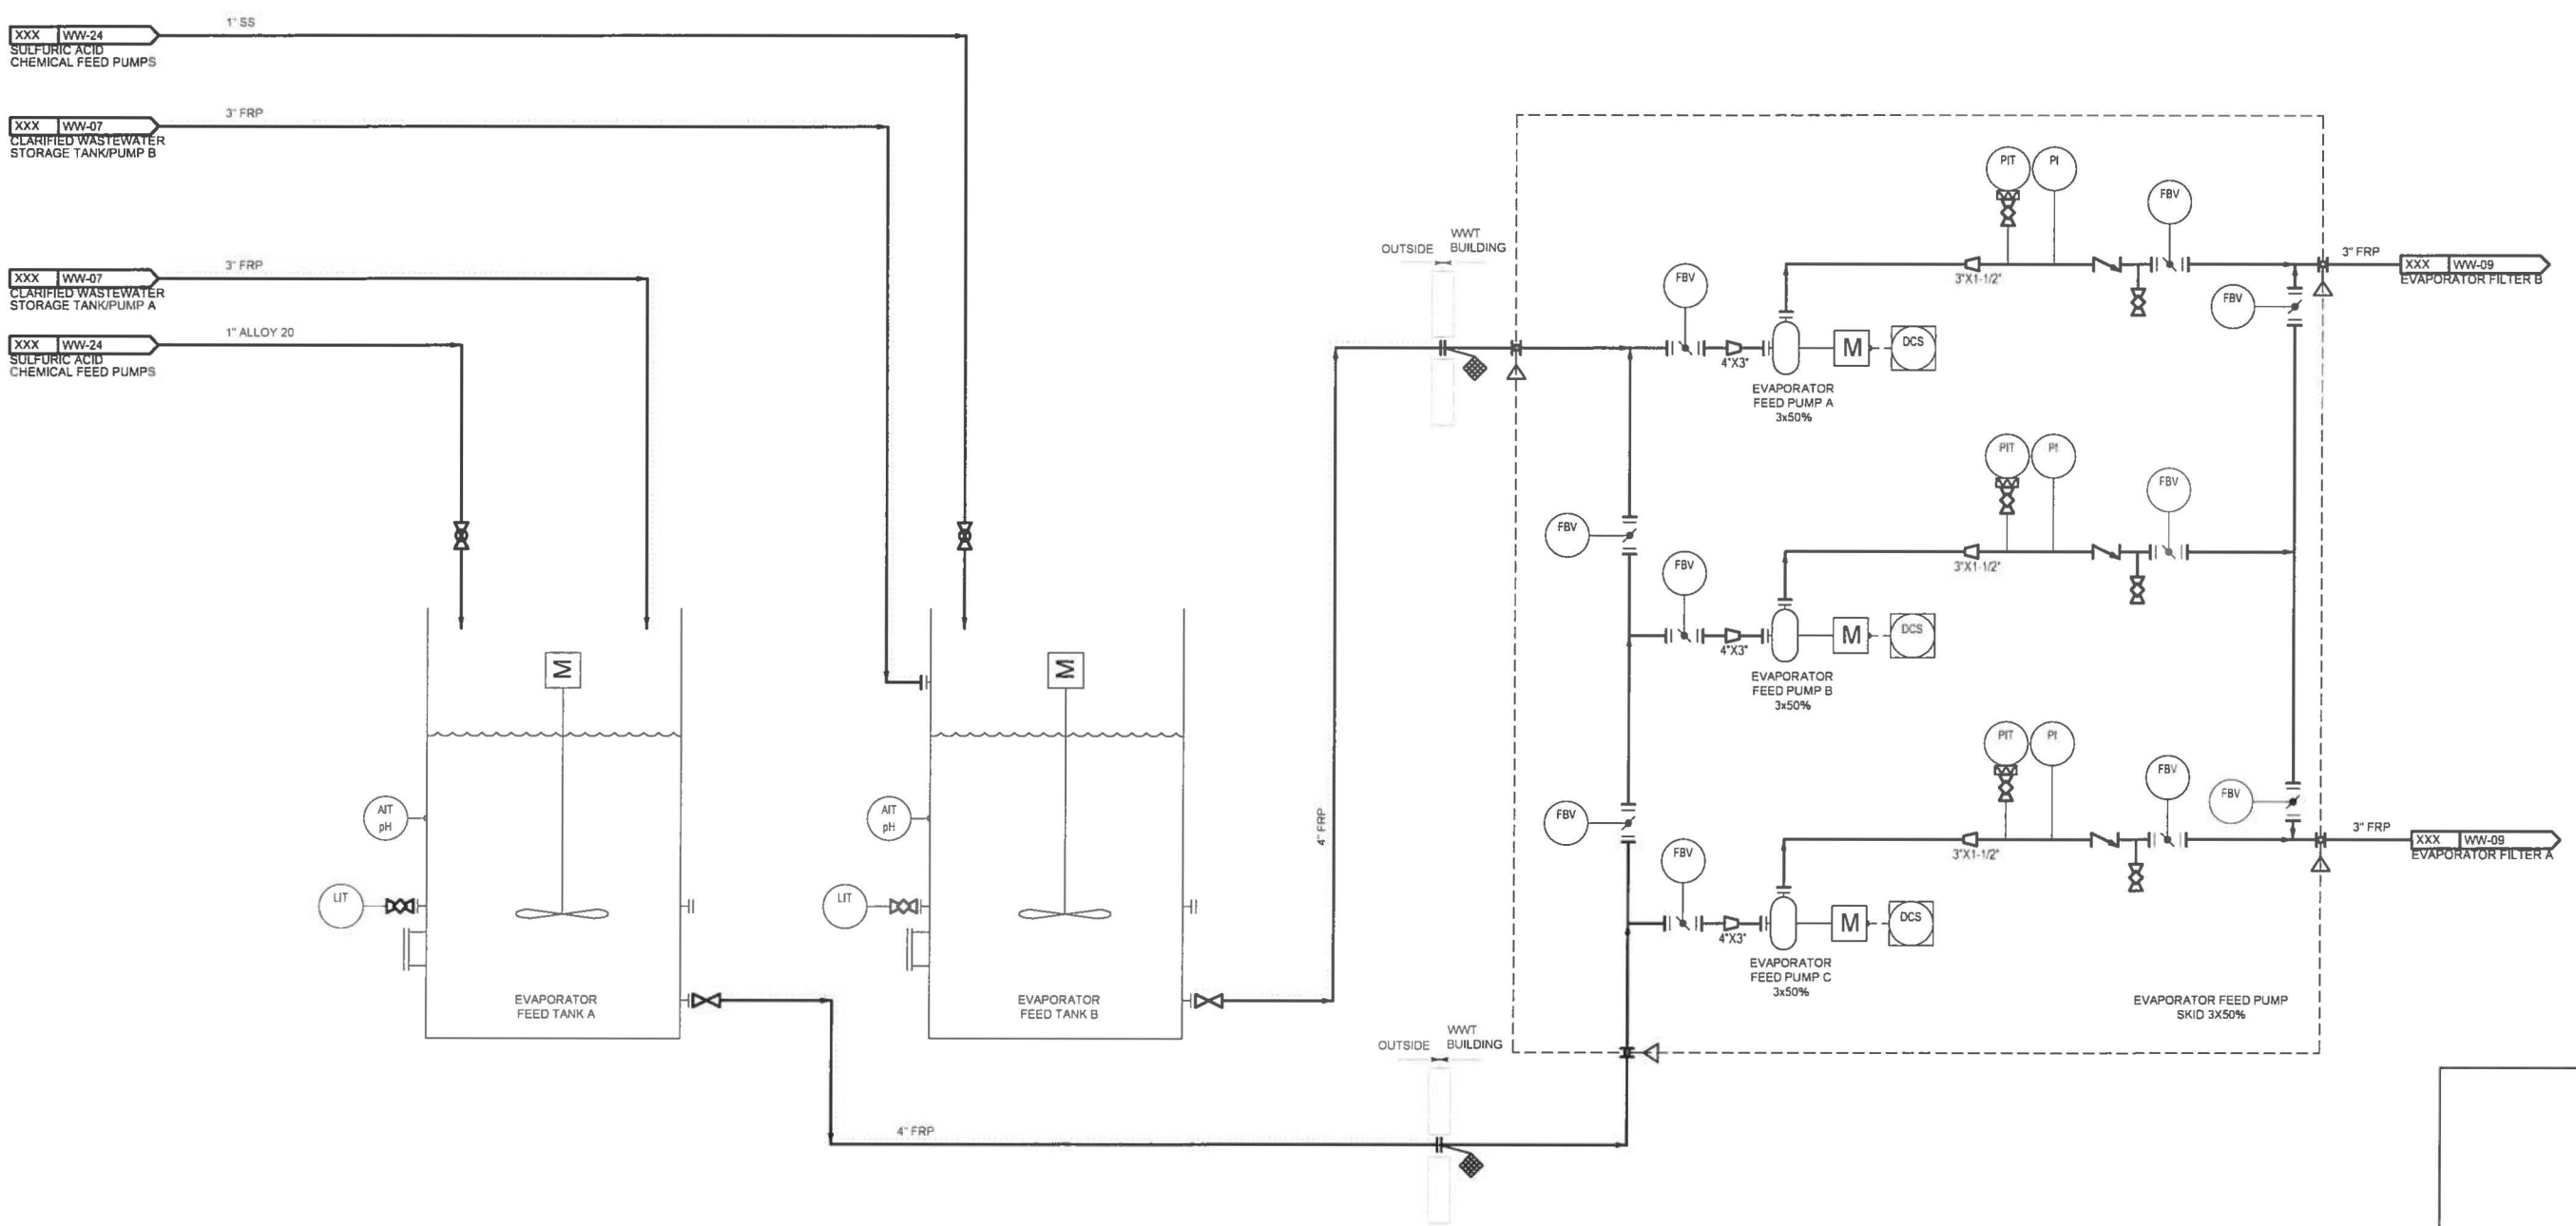 1" SS
XXX WW-24
SULFURIC ACID
CHEMICAL FEED PUMPS
3" FRP
XXX WW-07
CLARIFIED WASTEWATER
STORAGE TANK/PUMP B
3" FRP
XXX WW-07
CLARIFIED WASTEWATER
STORAGE TANK/PUMP A
1" ALLOY 20
XXX WW-24
SULFURIC ACID
CHEMICAL FEED PUMPS
M
AIT
pH
LIT
EVAPORATOR
FEED TANK A
M
AIT
pH
LIT
EVAPORATOR
FEED TANK B
4" FRP
4" FRP
OUTSIDE
WWT
BUILDING
OUTSIDE
WWT
BUILDING
PIT
PI
FBV
FBV
3"X1-1/2"
FBV
3" FRP
XXX WW-09
EVAPORATOR FILTER B
4"X3"
M
DCS
EVAPORATOR
FEED PUMP A
3x50%
PIT
PI
FBV
FBV
FBV
3"X1-1/2"
4"X3"
M
DCS
EVAPORATOR
FEED PUMP B
3x50%
PIT
PI
FBV
FBV
FBV
FBV
3"X1-1/2"
3" FRP
XXX WW-09
EVAPORATOR FILTER A
4"X3"
M
DCS
EVAPORATOR
FEED PUMP C
3x50%
EVAPORATOR FEED PUMP
SKID 3X50%